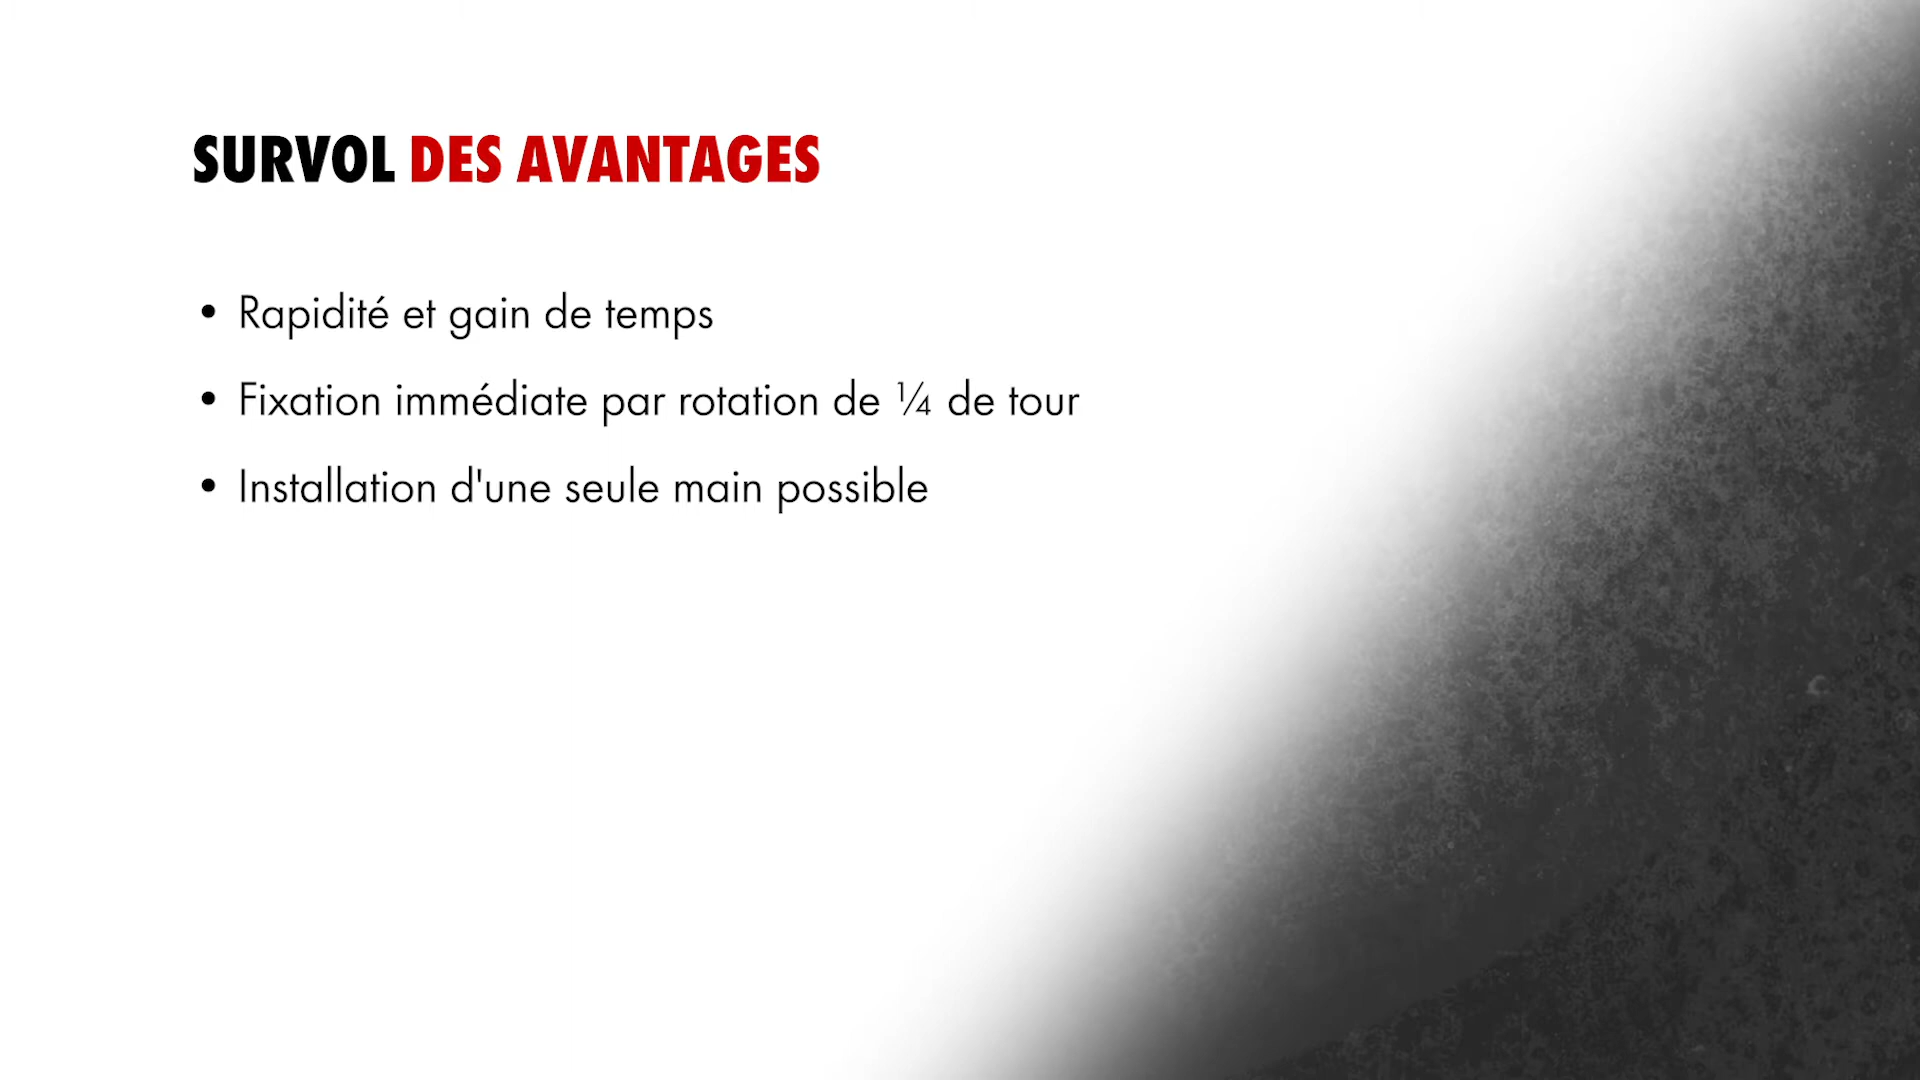 SURVOL DES AVANTAGES
• Rapidité et gain de temps
• Fixation immédiate par rotation de ¼ de tour
• Installation d'une seule main possible